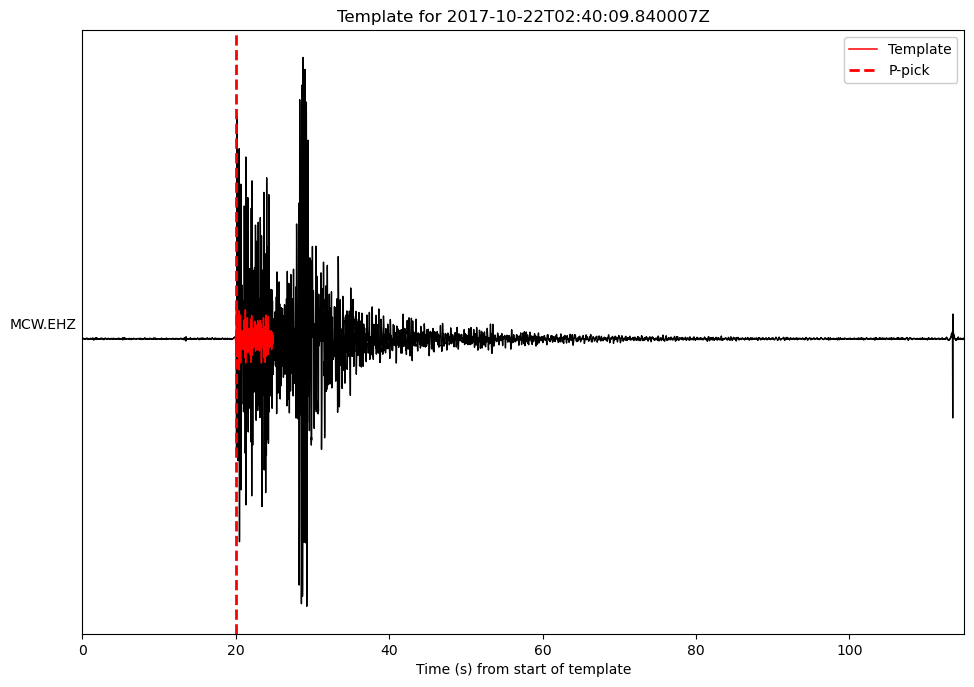 Template for 2017-10-22T02:40:09.840007Z
Template
P-pick
MCW.EHZ
0 20 40 60 80 100
Time (s) from start of template